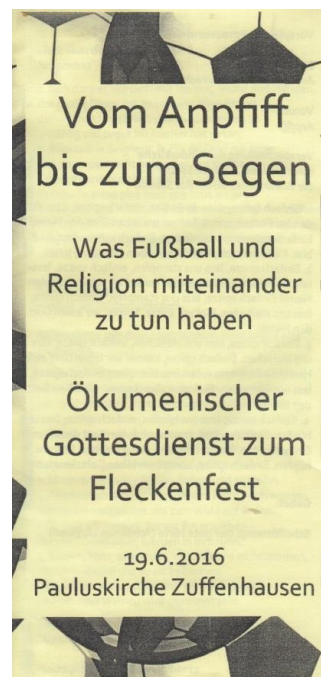 Vom Anpfiff
bis zum Segen
Was Fußball und
Religion miteinander
zu tun haben
Ökumenischer
Gottesdienst zum
Fleckenfest
19.6.2016
Pauluskirche Zuffenhausen